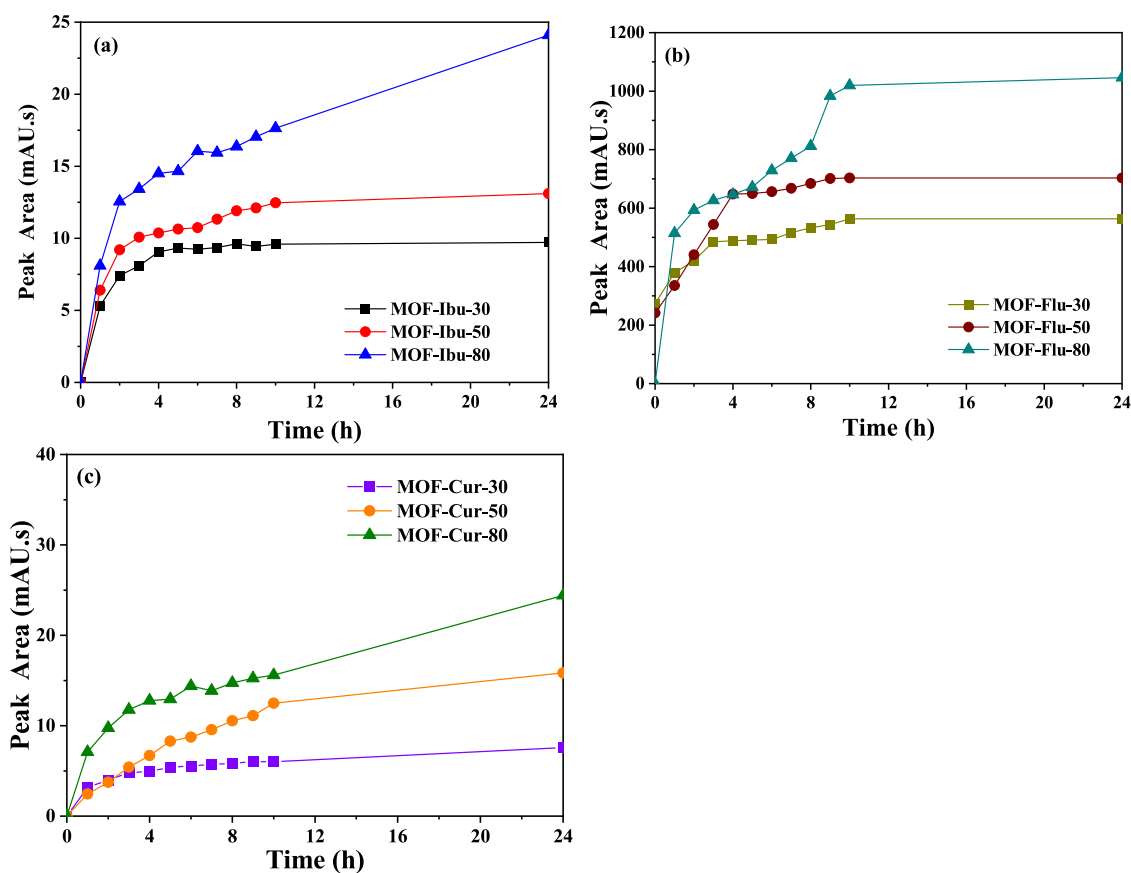 (a)
25
20
15
10
5
0
Peak Area (mAU.s)
MOF-Ibu-30
MOF-Ibu-50
MOF-Ibu-80
0 4 8 12 16 20 24
Time (h)
(b)
1200
1000
800
600
400
200
0
Peak Area (mAU.s)
MOF-Flu-30
MOF-Flu-50
MOF-Flu-80
0 4 8 12 16 20 24
Time (h)
(c)
40
30
20
10
0
Peak Area (mAU.s)
MOF-Cur-30
MOF-Cur-50
MOF-Cur-80
0 4 8 12 16 20 24
Time (h)